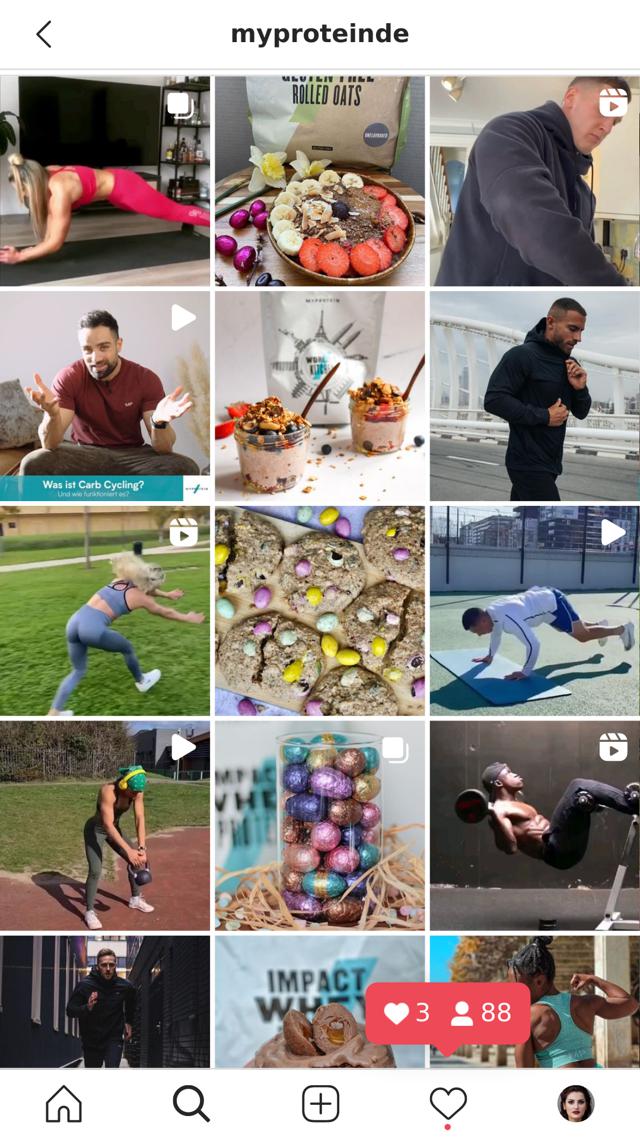 myproteinde
GLUTEN FREE
ROLLED OATS
UNFLAVOURED
MYPROTEIN
Was ist Carb Cycling?
Und wie funktioniert es?
IMPACT
WHE
PROTEIN
IMPACT
WHEY
3 88